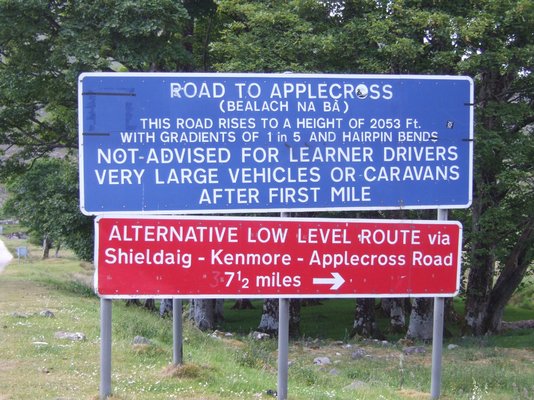 ROAD TO APPLECROSS
(BEALACH NA BÁ)
THIS ROAD RISES TO A HEIGHT OF 2053 Ft.
WITH GRADIENTS OF 1 in 5 AND HAIRPIN BENDS
NOT-ADVISED FOR LEARNER DRIVERS
VERY LARGE VEHICLES OR CARAVANS
AFTER FIRST MILE
ALTERNATIVE LOW LEVEL ROUTE via
Shieldaig - Kenmore - Applecross Road
7½ miles →